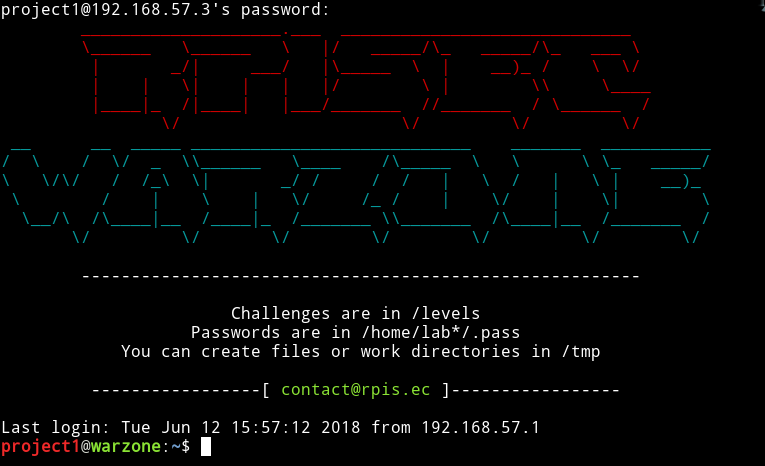 project1@192.168.57.3's password:
RPISEC
WARZONE
--------------------------------------------------------
Challenges are in /levels
Passwords are in /home/lab*/.pass
You can create files or work directories in /tmp
-----------------[ contact@rpis.ec ]-----------------
Last login: Tue Jun 12 15:57:12 2018 from 192.168.57.1
project1@warzone:~$